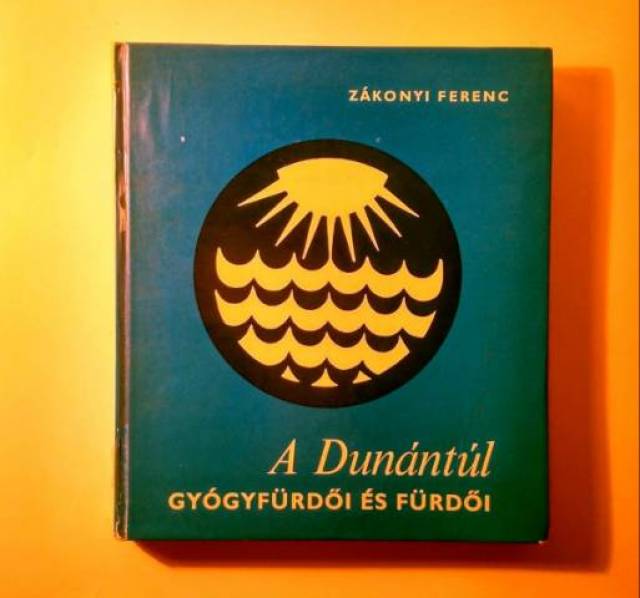 ZÁKONYI FERENC
A Dunántúl
GYÓGYFÜRDŐI ÉS FÜRDŐI